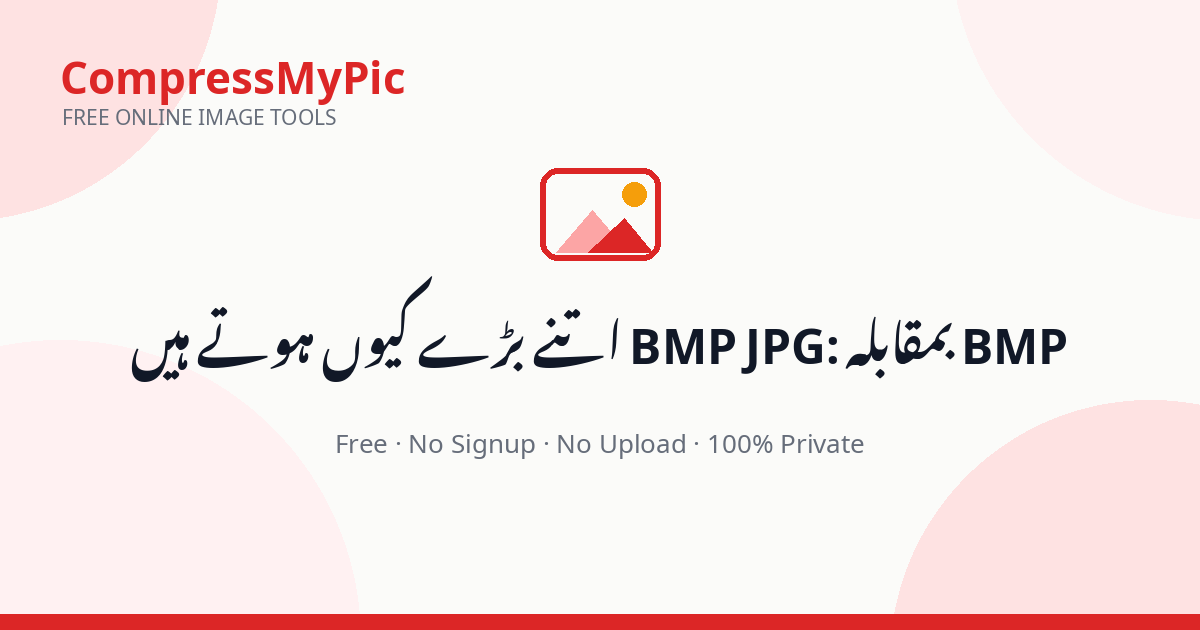 CompressMyPic
FREE ONLINE IMAGE TOOLS
BMP بمقابلہ JPG: BMP اتنے بڑے کیوں ہوتے ہیں
Free · No Signup · No Upload · 100% Private